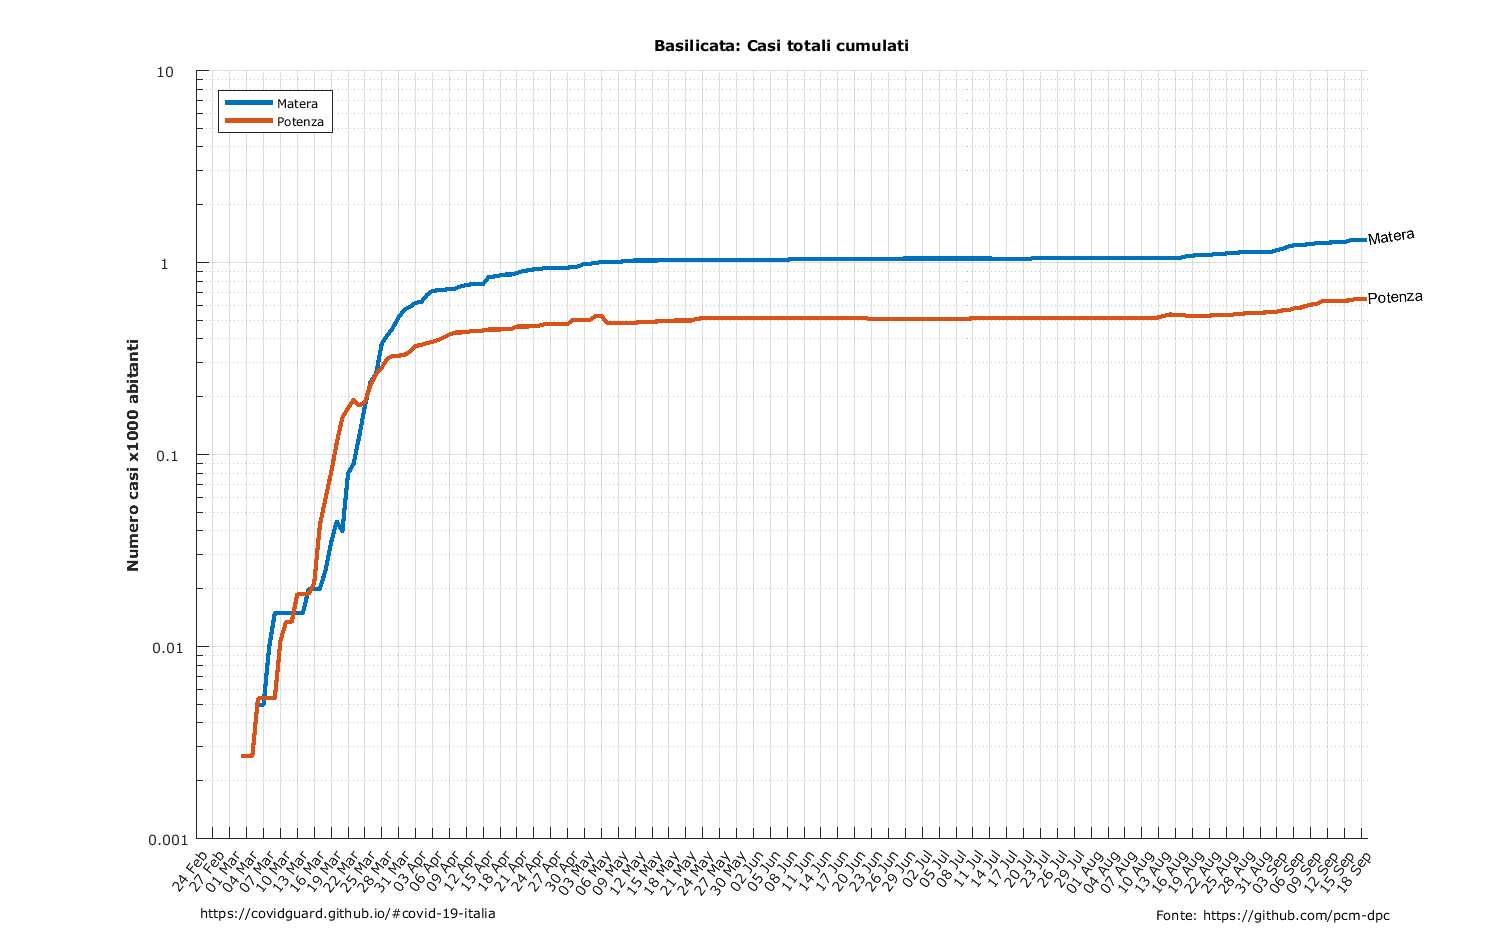 Basilicata: Casi totali cumulati
10
1
0.1
0.01
0.001
Numero casi x1000 abitanti
Matera
Potenza
Matera
Potenza
24 Feb
27 Feb
01 Mar
04 Mar
07 Mar
10 Mar
13 Mar
16 Mar
19 Mar
22 Mar
25 Mar
28 Mar
31 Mar
03 Apr
06 Apr
09 Apr
12 Apr
15 Apr
18 Apr
21 Apr
24 Apr
27 Apr
30 Apr
03 May
06 May
09 May
12 May
15 May
18 May
21 May
24 May
27 May
30 May
02 Jun
05 Jun
08 Jun
11 Jun
14 Jun
17 Jun
20 Jun
23 Jun
26 Jun
29 Jun
02 Jul
05 Jul
08 Jul
11 Jul
14 Jul
17 Jul
20 Jul
23 Jul
26 Jul
29 Jul
01 Aug
04 Aug
07 Aug
10 Aug
13 Aug
16 Aug
19 Aug
22 Aug
25 Aug
28 Aug
31 Aug
03 Sep
06 Sep
09 Sep
12 Sep
15 Sep
18 Sep
https://covidguard.github.io/#covid-19-italia
Fonte: https://github.com/pcm-dpc